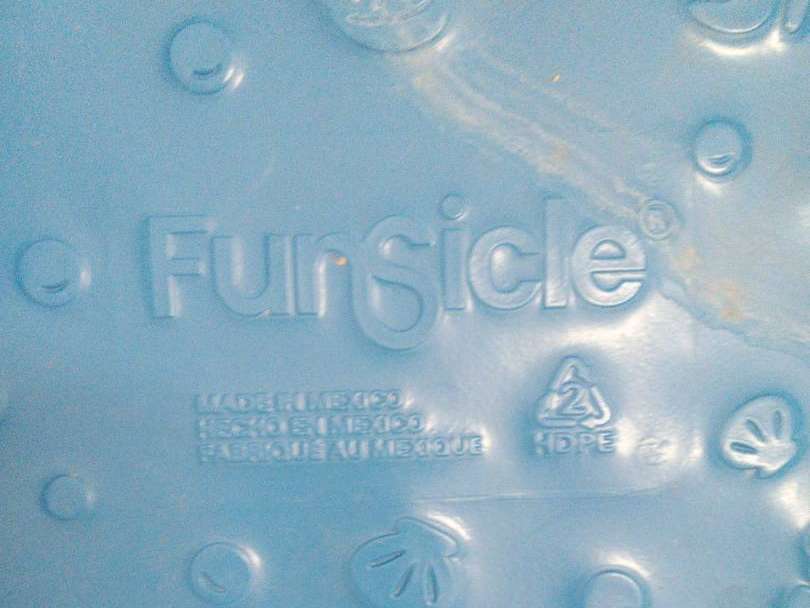 Funsicle®
MADE IN MEXICO
HECHO EN MEXICO
FABRIQUÉ AU MEXIQUE
2
HDPE